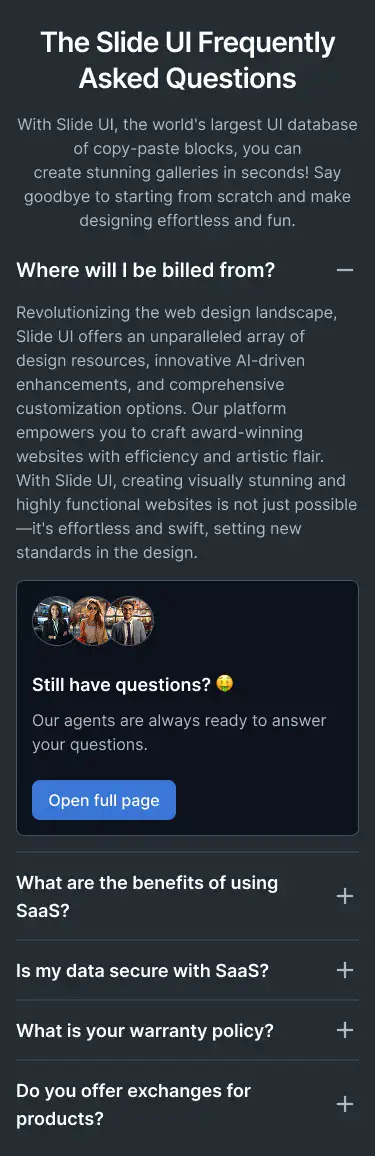 The Slide UI Frequently
Asked Questions
With Slide UI, the world's largest UI database
of copy-paste blocks, you can
create stunning galleries in seconds! Say
goodbye to starting from scratch and make
designing effortless and fun.
Where will I be billed from?
Revolutionizing the web design landscape,
Slide UI offers an unparalleled array of
design resources, innovative AI-driven
enhancements, and comprehensive
customization options. Our platform
empowers you to craft award-winning
websites with efficiency and artistic flair.
With Slide UI, creating visually stunning and
highly functional websites is not just possible
—it's effortless and swift, setting new
standards in the design.
Still have questions? 🤑
Our agents are always ready to answer
your questions.
Open full page
What are the benefits of using
SaaS?
Is my data secure with SaaS?
What is your warranty policy?
Do you offer exchanges for
products?